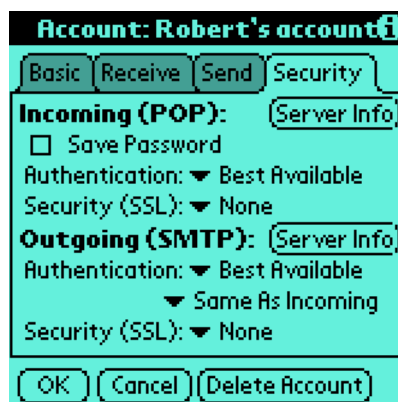 Account: Robert's account i
Basic Receive Send Security
Incoming (POP): Server Info
Save Password
Authentication: Best Available
Security (SSL): None
Outgoing (SMTP): Server Info
Authentication: Best Available
Same As Incoming
Security (SSL): None
OK Cancel Delete Account